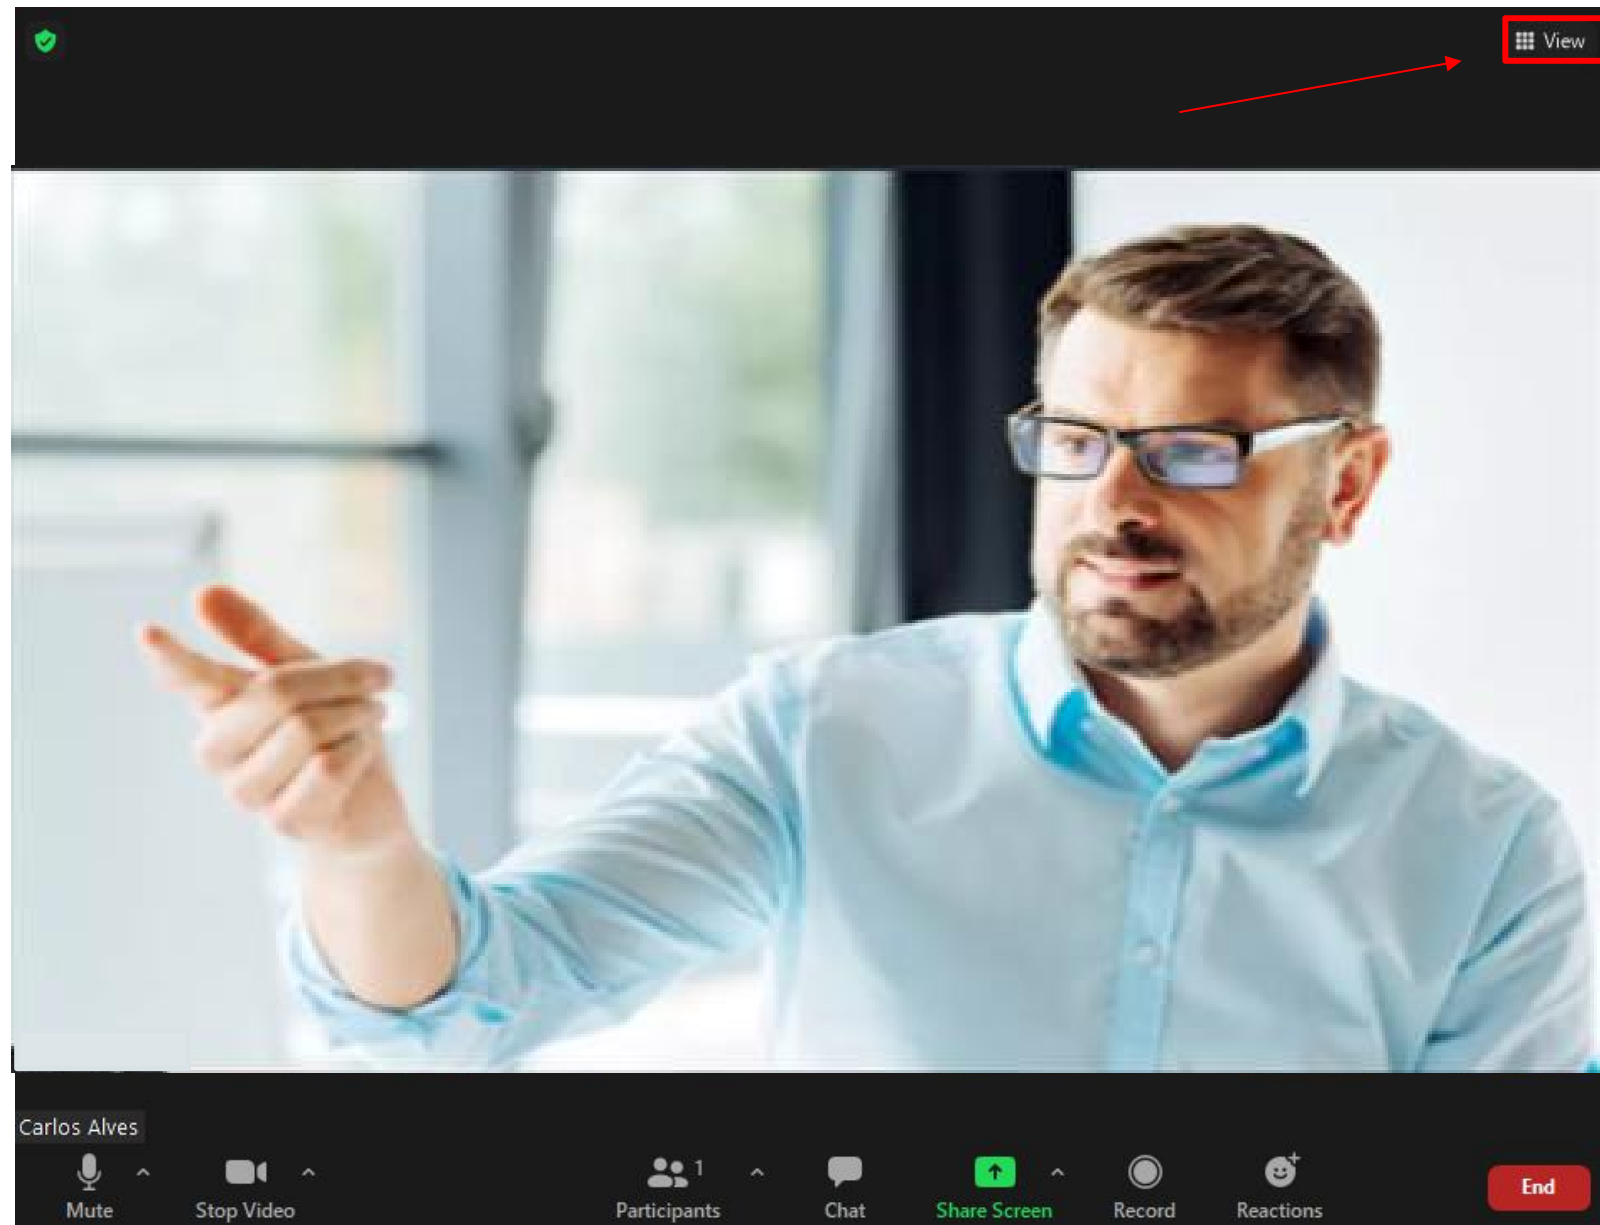 View
Carlos Alves
1
Mute
Stop Video
Participants
Chat
Share Screen
Record
Reactions
End